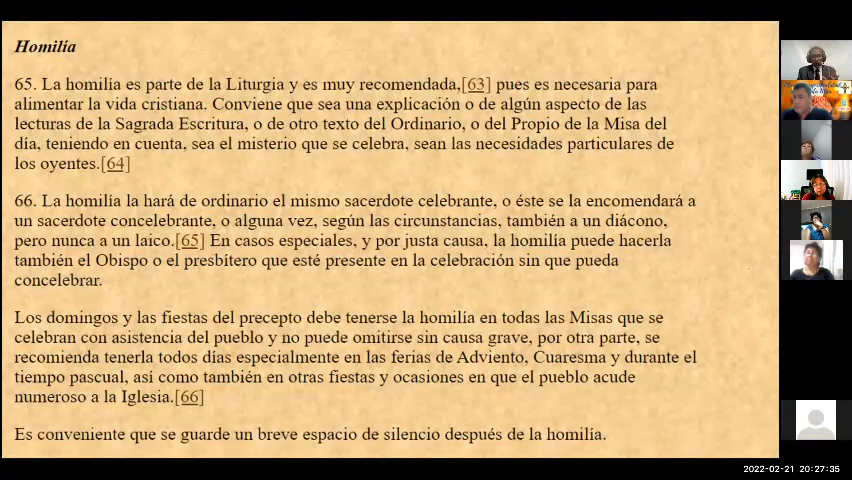 Homilía
65. La homilía es parte de la Liturgia y es muy recomendada,[63] pues es necesaria para
alimentar la vida cristiana. Conviene que sea una explicación o de algún aspecto de las
lecturas de la Sagrada Escritura, o de otro texto del Ordinario, o del Propio de la Misa del
día, teniendo en cuenta, sea el misterio que se celebra, sean las necesidades particulares de
los oyentes.[64]
66. La homilía la hará de ordinario el mismo sacerdote celebrante, o éste se la encomendará a
un sacerdote concelebrante, o alguna vez, según las circunstancias, también a un diácono,
pero nunca a un laico.[65] En casos especiales, y por justa causa, la homilía puede hacerla
también el Obispo o el presbítero que esté presente en la celebración sin que pueda
concelebrar.
Los domingos y las fiestas del precepto debe tenerse la homilía en todas las Misas que se
celebran con asistencia del pueblo y no puede omitirse sin causa grave, por otra parte, se
recomienda tenerla todos días especialmente en las ferias de Adviento, Cuaresma y durante el
tiempo pascual, así como también en otras fiestas y ocasiones en que el pueblo acude
numeroso a la Iglesia.[66]
Es conveniente que se guarde un breve espacio de silencio después de la homilía.
2022-02-21 20:27:35